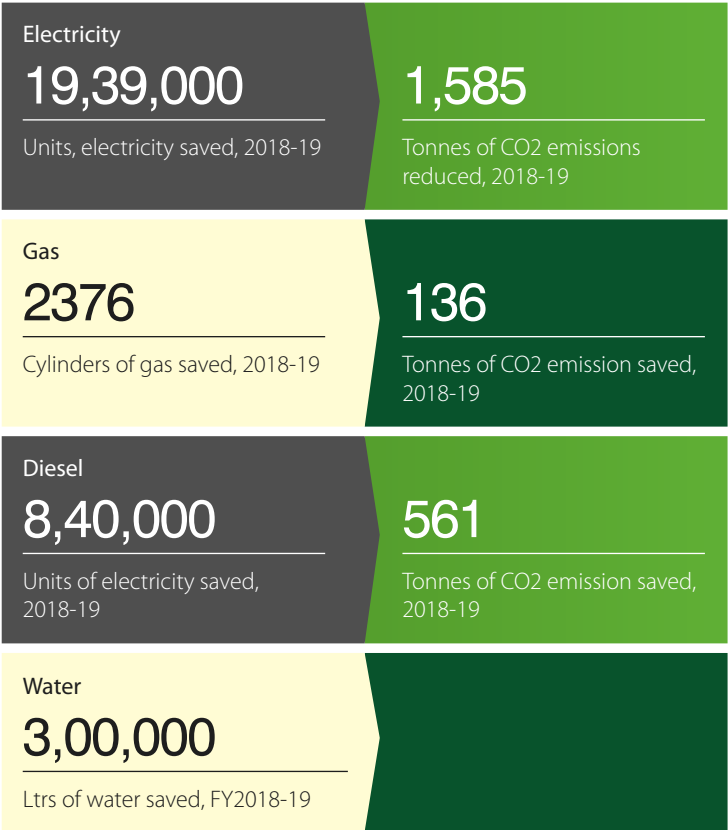 Electricity
19,39,000
Units, electricity saved, 2018-19
1,585
Tonnes of CO2 emissions
reduced, 2018-19
Gas
2376
Cylinders of gas saved, 2018-19
136
Tonnes of CO2 emission saved,
2018-19
Diesel
8,40,000
Units of electricity saved,
2018-19
561
Tonnes of CO2 emission saved,
2018-19
Water
3,00,000
Ltrs of water saved, FY2018-19